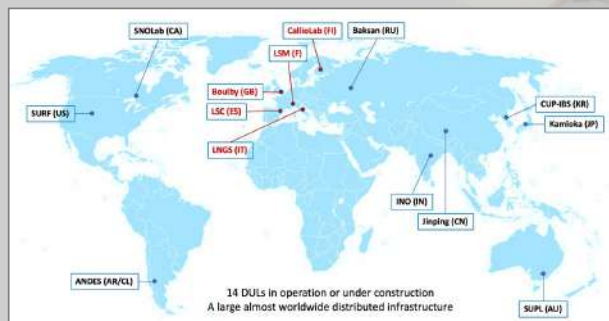 SNOLab (CA)
CallioLab (FI)
Baksan (RU)
LSM (F)
Boulby (GB)
SURF (US)
LSC (ES)
CUP-IBS (KR)
Kamioka (JP)
LNGS (IT)
INO (IN)
Jinping (CN)
ANDES (AR/CL)
14 DULs in operation or under construction
A large almost worldwide distributed infrastructure
SUPL (AU)